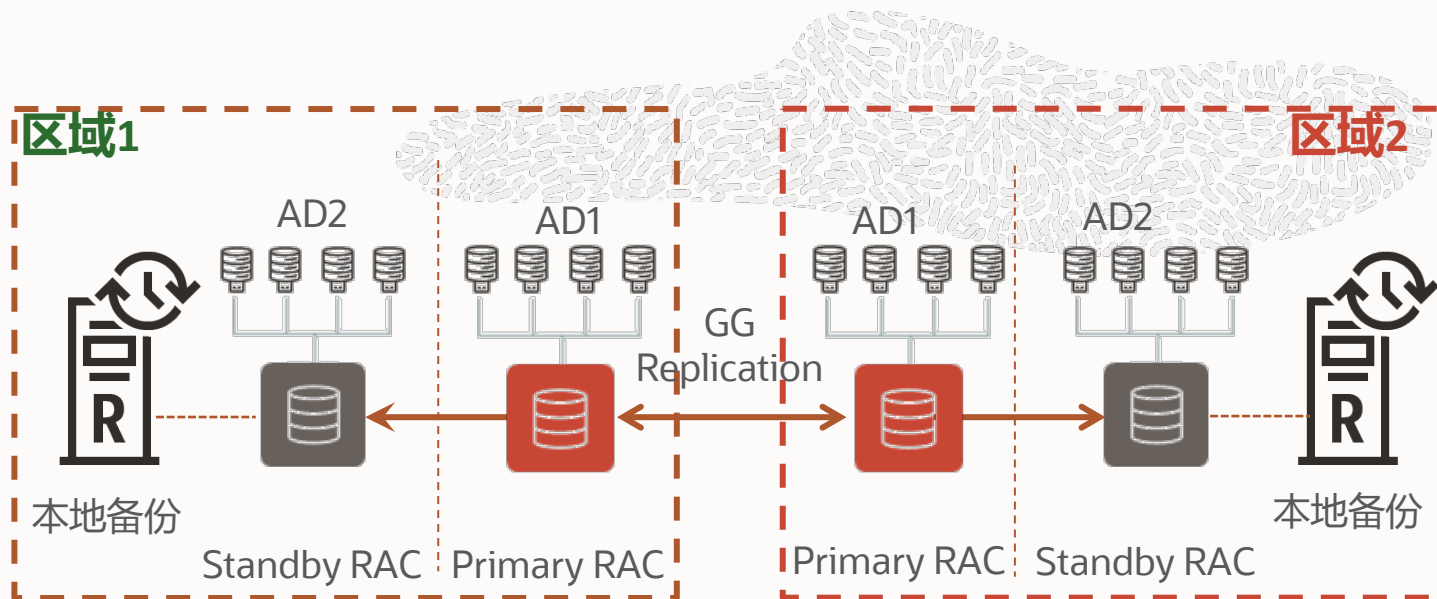 区域1
区域2
AD2
AD1
AD1
AD2
GG
Replication
R
R
本地备份
本地备份
Standby RAC
Primary RAC
Primary RAC
Standby RAC